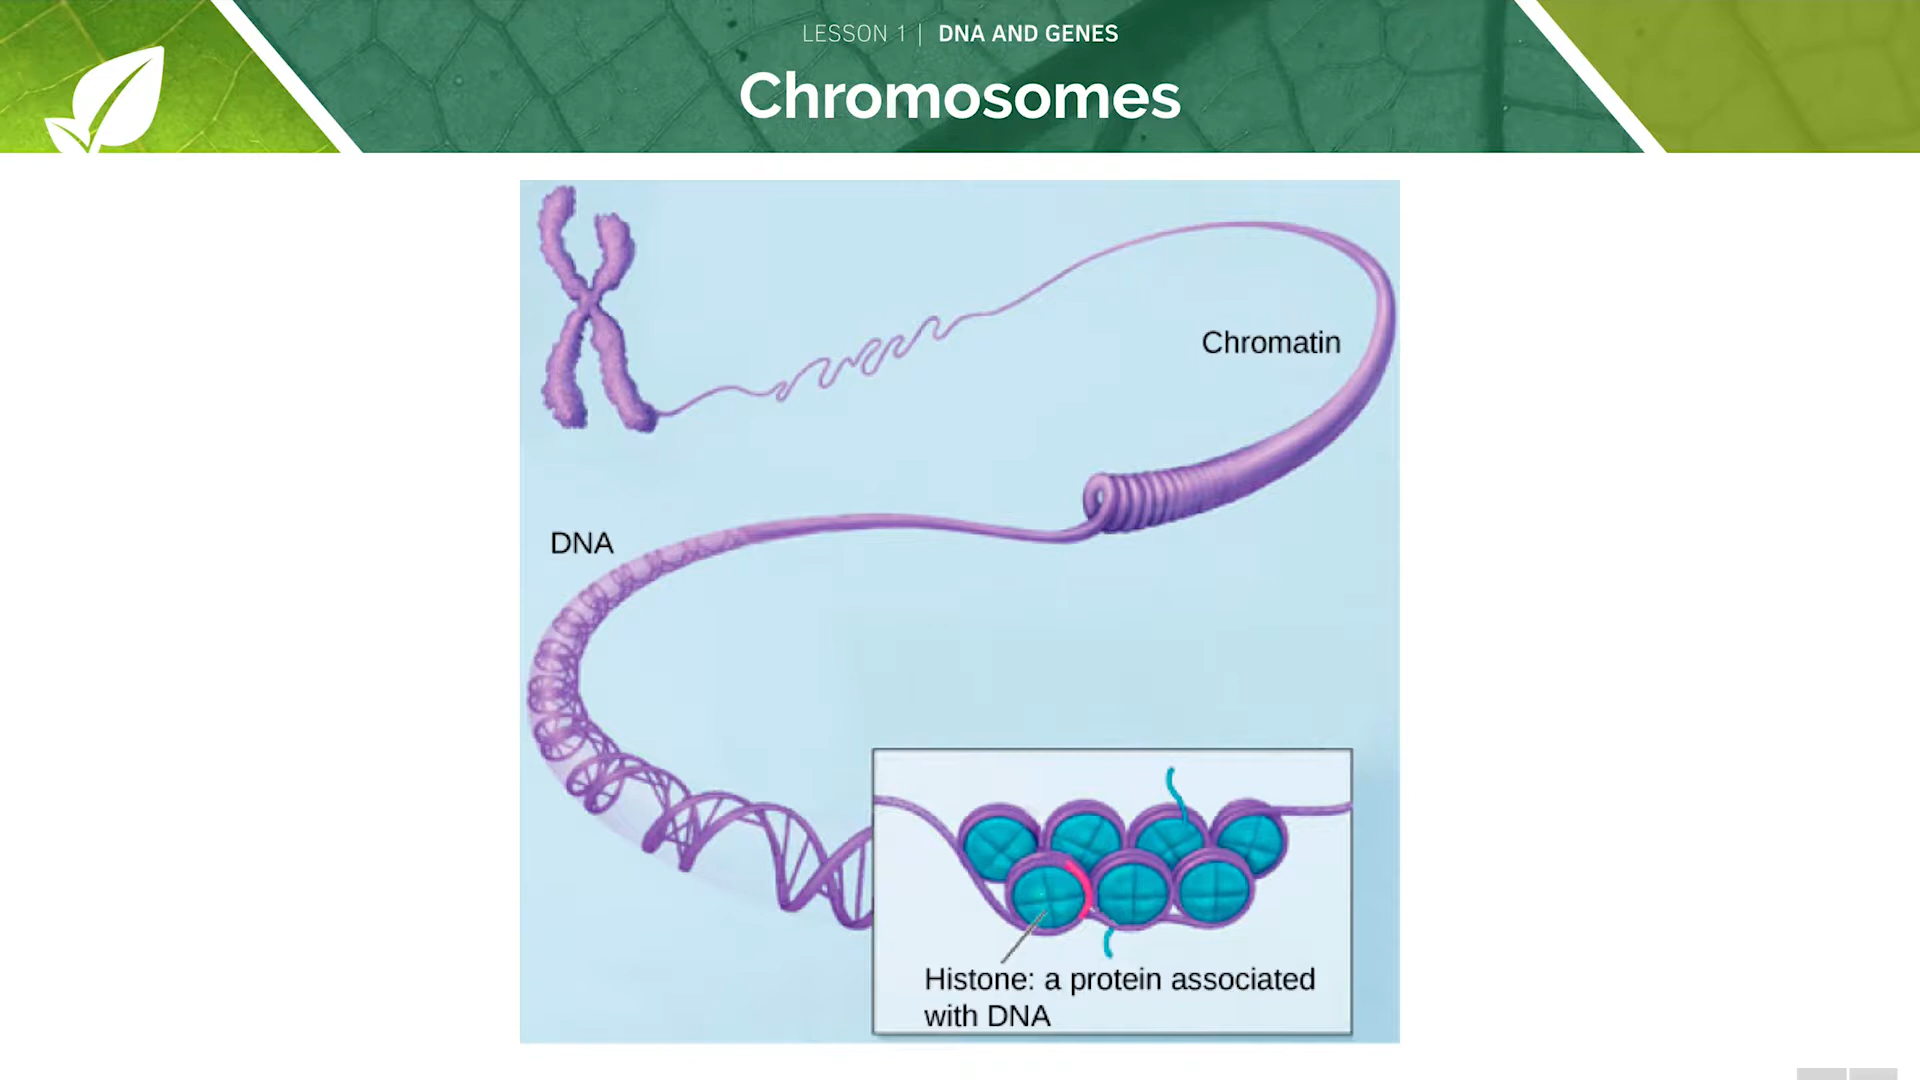 LESSON 1 | DNA AND GENES
Chromosomes
Chromatin
DNA
Histone: a protein associated
with DNA